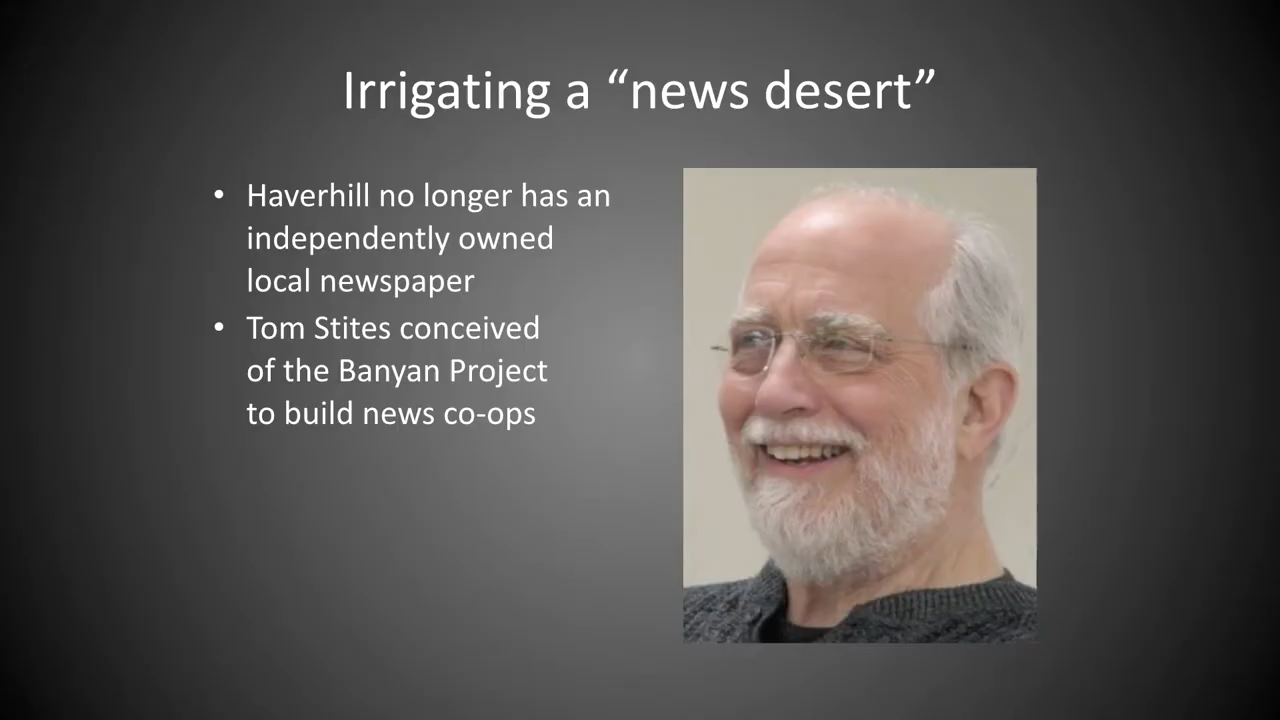 Irrigating a “news desert”
• Haverhill no longer has an
independently owned
local newspaper
• Tom Stites conceived
of the Banyan Project
to build news co-ops